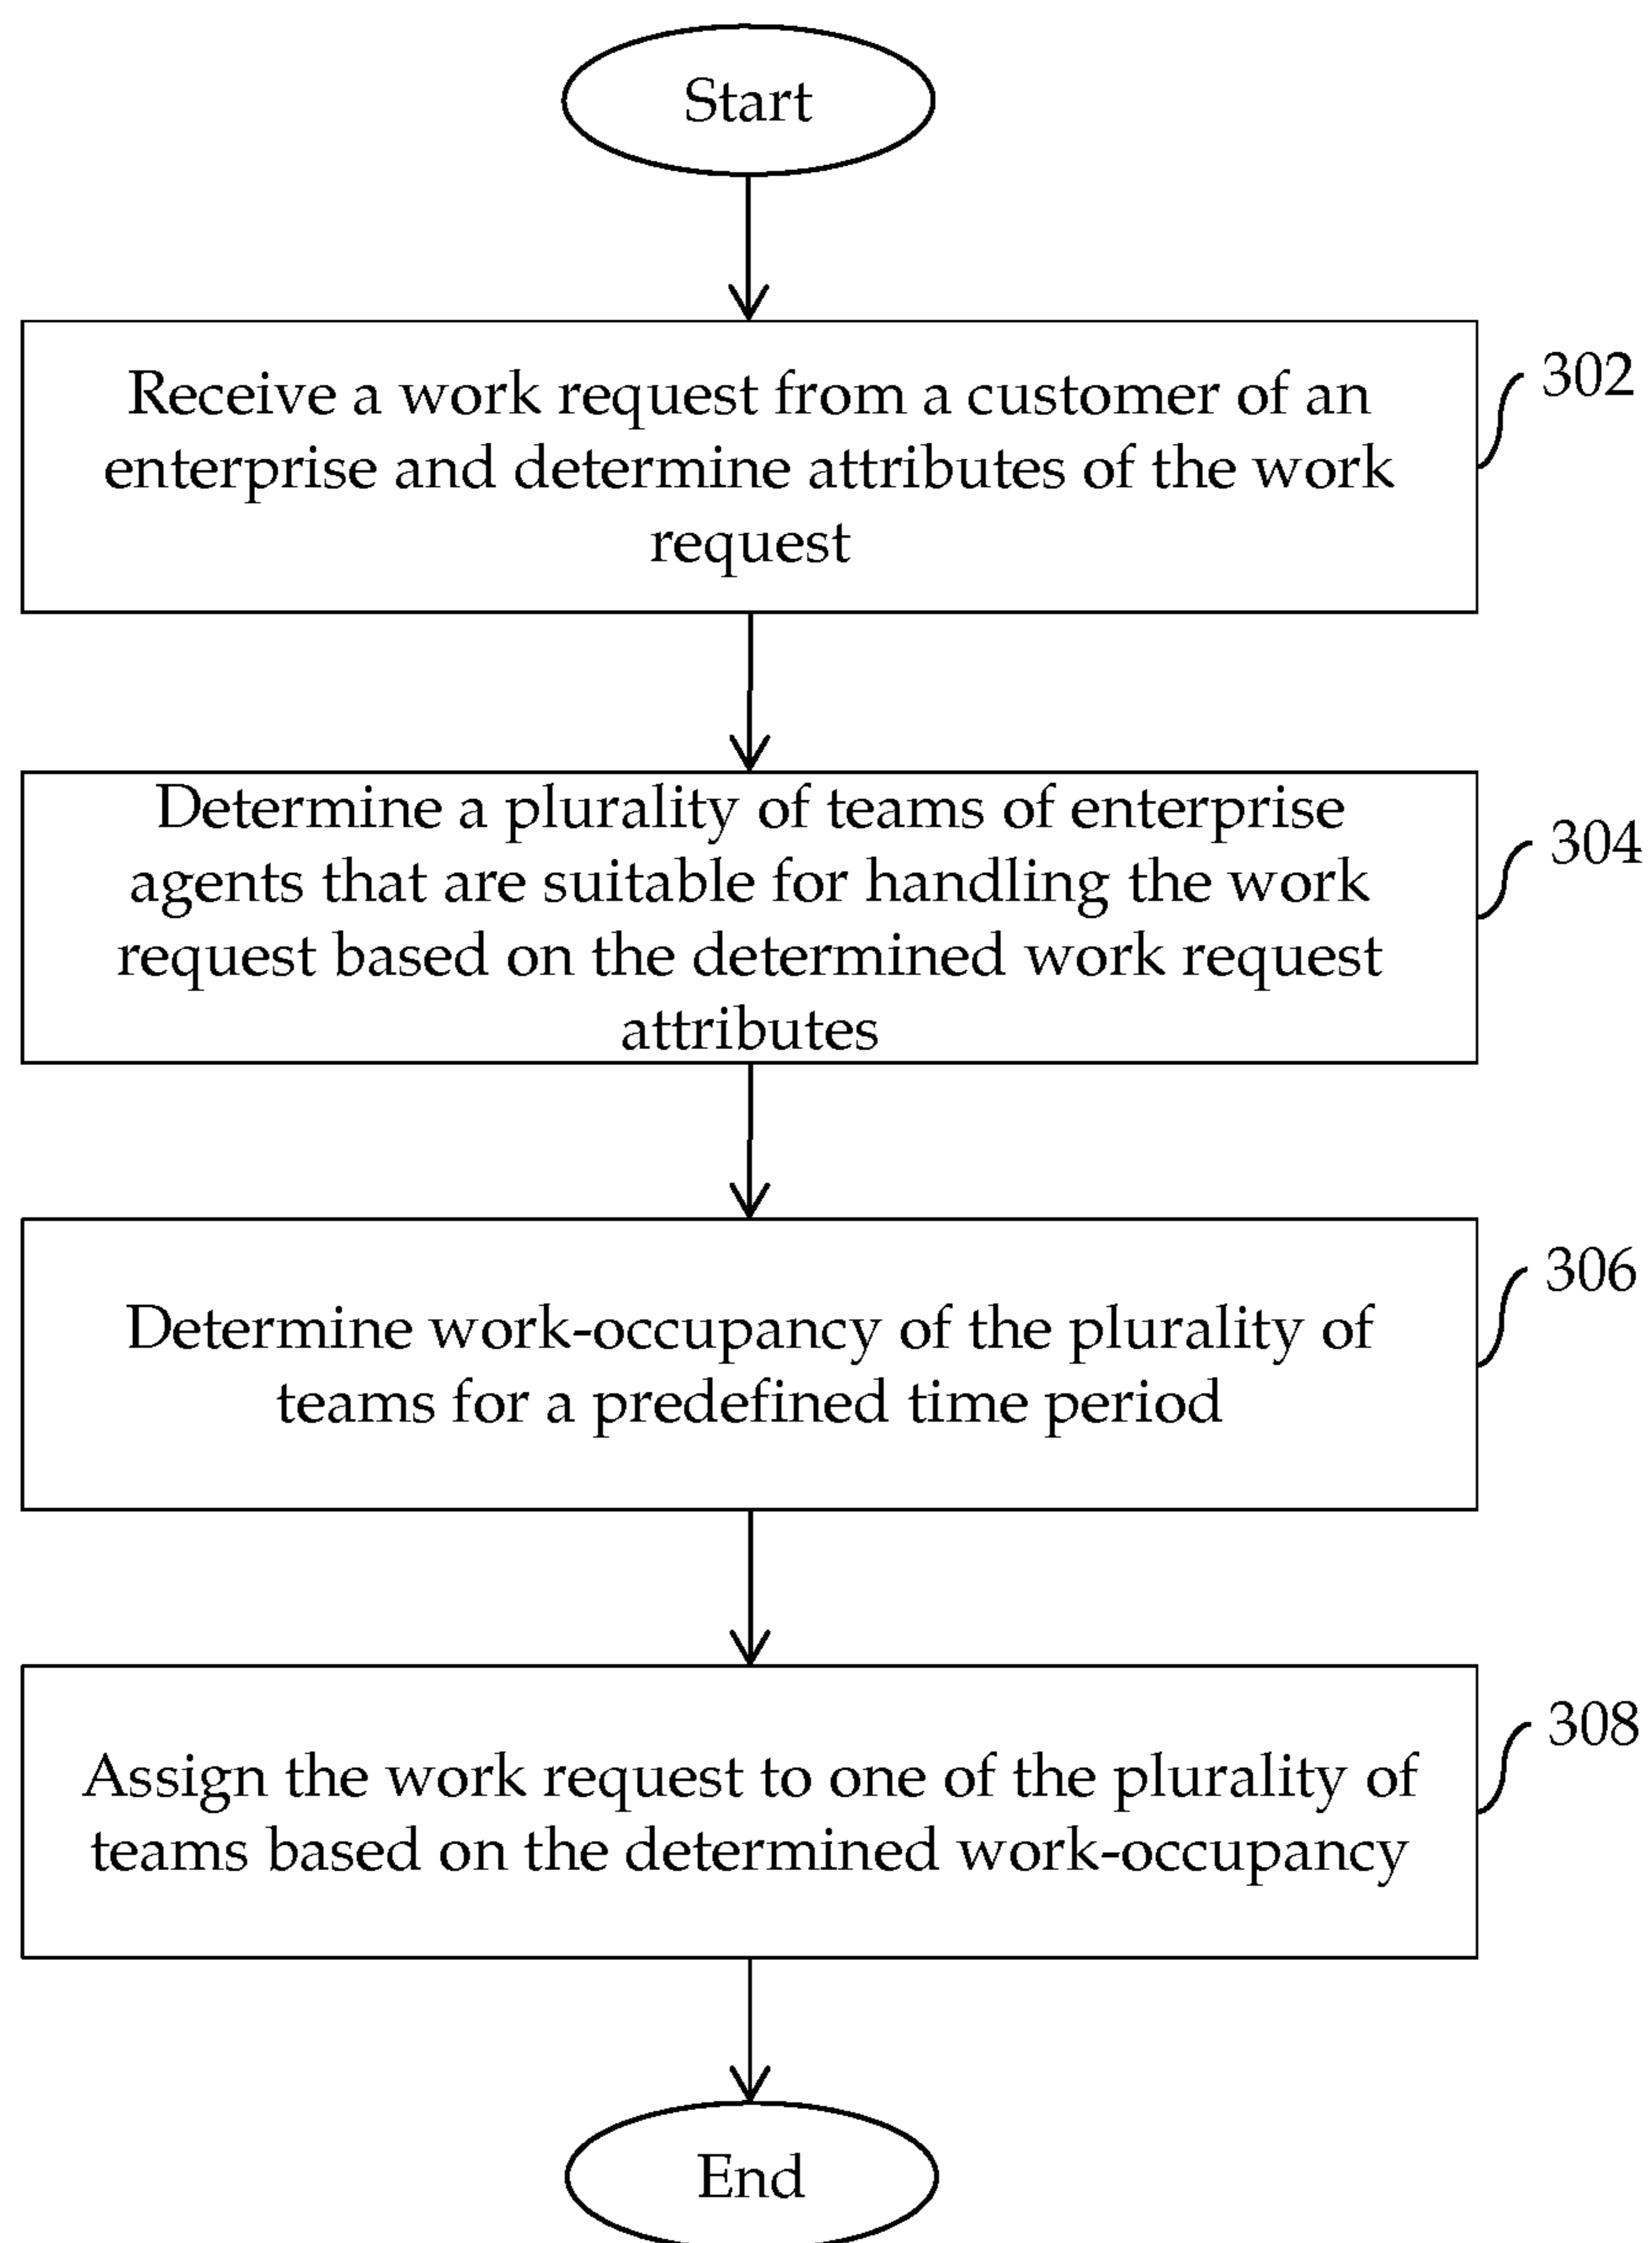 Start
Receive a work request from a customer of an
enterprise and determine attributes of the work
request
302
Determine a plurality of teams of enterprise
agents that are suitable for handling the work
request based on the determined work request
attributes
304
Determine work-occupancy of the plurality of
teams for a predefined time period
306
Assign the work request to one of the plurality of
teams based on the determined work-occupancy
308
End